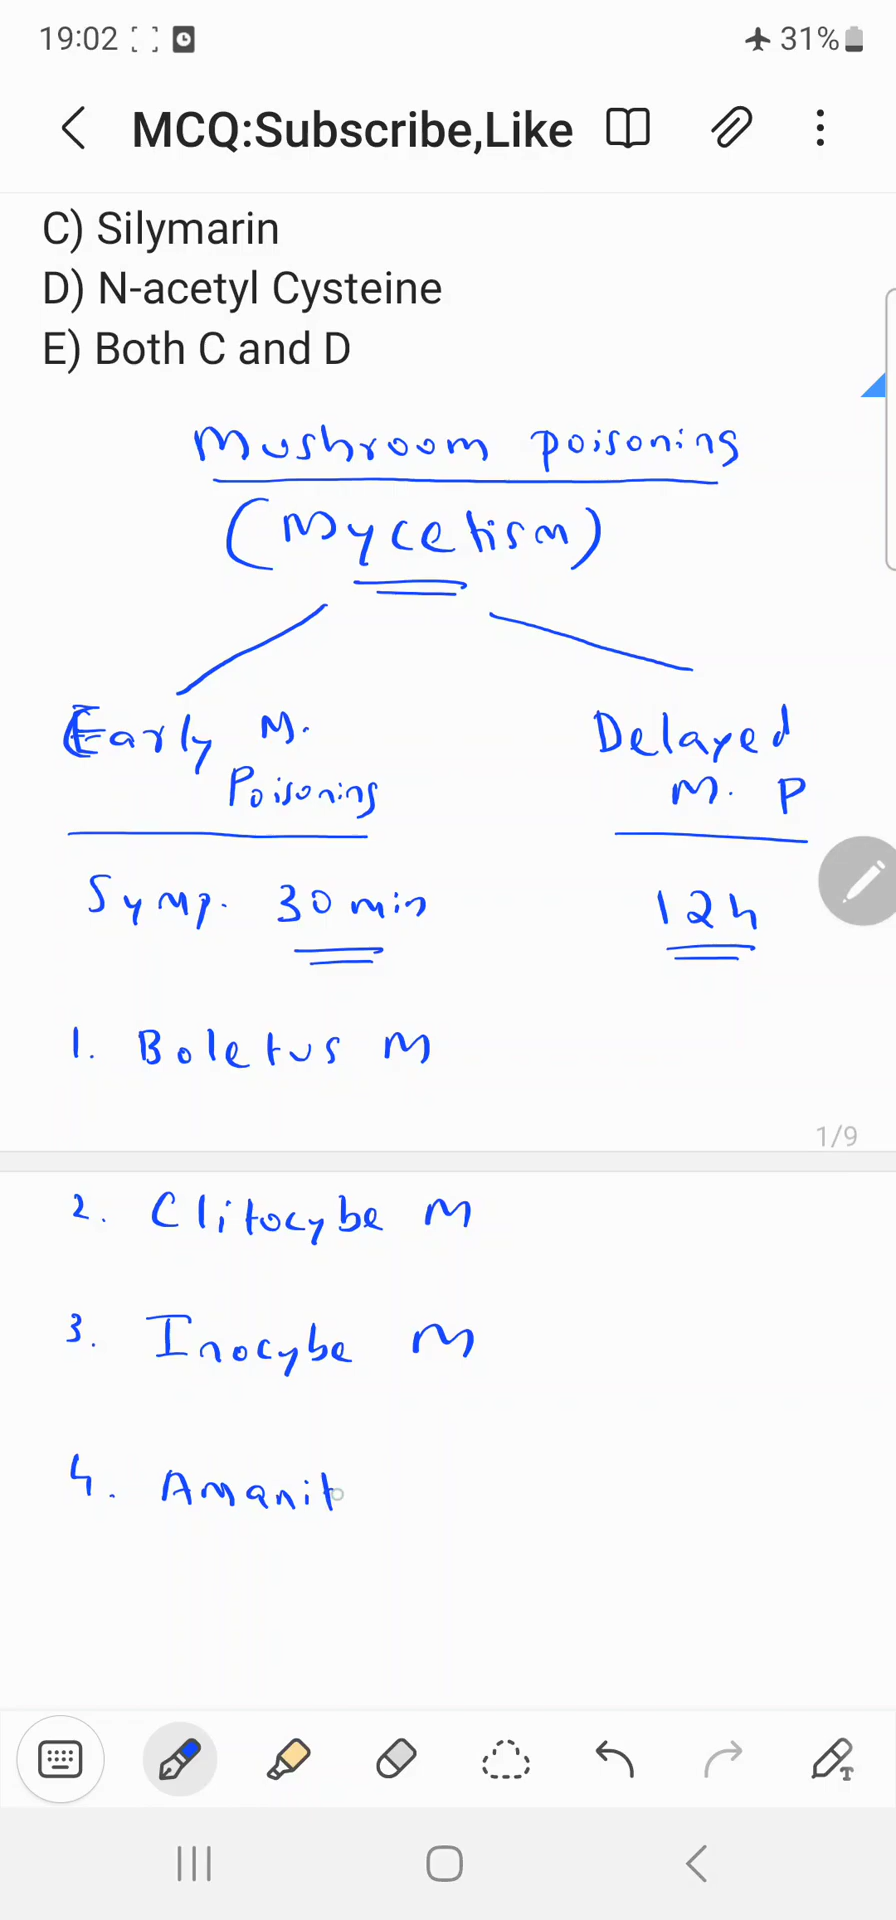 19:02 31%
MCQ:Subscribe,Like
C) Silymarin
D) N-acetyl Cysteine
E) Both C and D
Mushroom poisoning
(Mycetism)
Early M. Poisoning
Delayed M. P
Symp. 30 min
12h
1. Boletus M
1/9
2. Clitocybe M
3. Inocybe M
4. Amanit
T